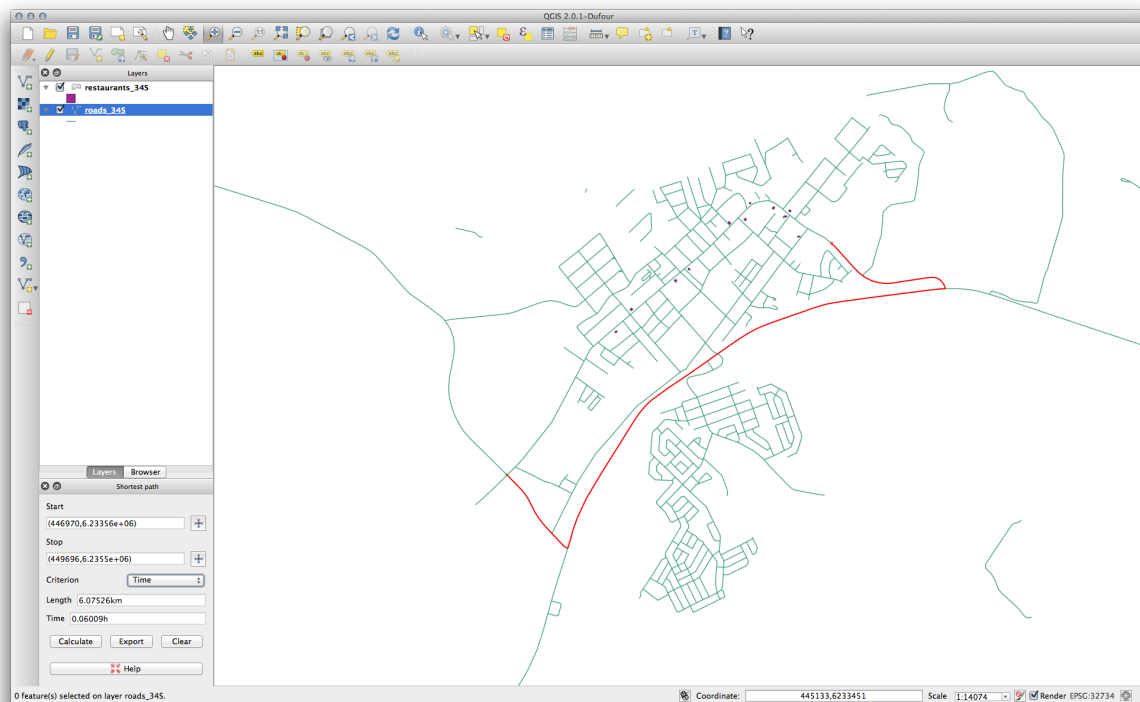 QGIS 2.0.1-Dufour
Layers
restaurants_34S
roads_34S
Layers Browser
Shortest path
Start
(446970,6.23356e+06)
Stop
(449696,6.2355e+06)
Criterion Time
Length 6.07526km
Time 0.06009h
Calculate Export Clear
Help
0 feature(s) selected on layer roads_34S.
Coordinate: 445133,6233451 Scale 1:14074 Render EPSG:32734